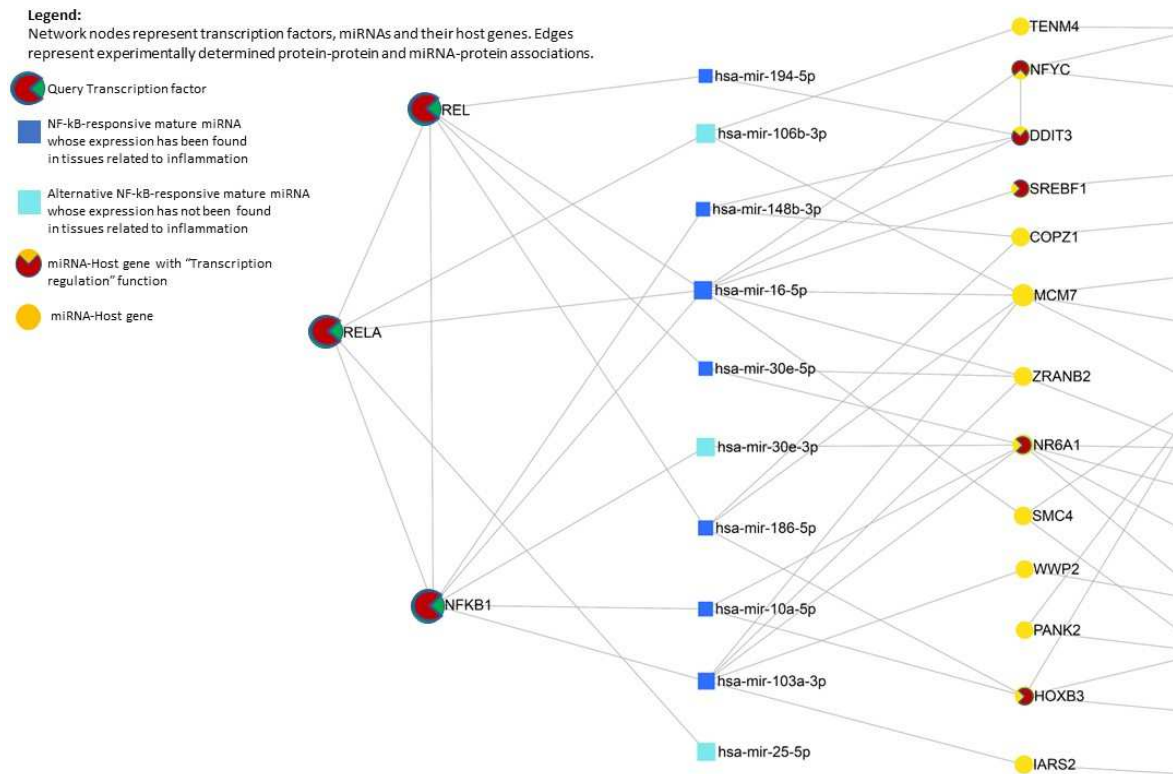 Legend:
Network nodes represent transcription factors, miRNAs and their host genes. Edges
represent experimentally determined protein-protein and miRNA-protein associations.
Query Transcription factor
NF-kB-responsive mature miRNA
whose expression has been found
in tissues related to inflammation
Alternative NF-kB-responsive mature miRNA
whose expression has not been found
in tissues related to inflammation
miRNA-Host gene with “Transcription
regulation” function
miRNA-Host gene
REL
RELA
NFKB1
hsa-mir-194-5p
hsa-mir-106b-3p
hsa-mir-148b-3p
hsa-mir-16-5p
hsa-mir-30e-5p
hsa-mir-30e-3p
hsa-mir-186-5p
hsa-mir-10a-5p
hsa-mir-103a-3p
hsa-mir-25-5p
TENM4
NFYC
DDIT3
SREBF1
COPZ1
MCM7
ZRANB2
NR6A1
SMC4
WWP2
PANK2
HOXB3
IARS2